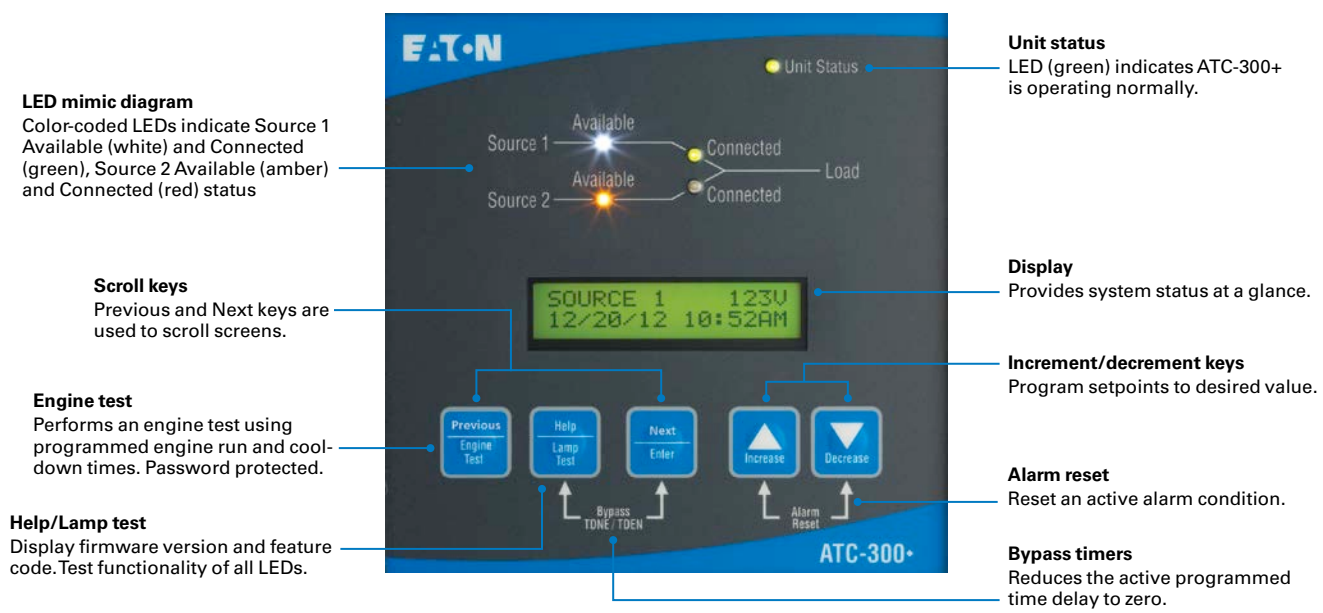 EATON
Unit Status
Available
Source 1
Connected
Load
Available
Source 2
Connected
SOURCE 1 123V
12/20/12 10:52AM
Previous
Engine
Test
Help
Lamp
Test
Next
Enter
Increase
Decrease
Bypass
TDNE/TDEN
Alarm
Reset
ATC-300+
LED mimic diagram
Color-coded LEDs indicate Source 1
Available (white) and Connected
(green), Source 2 Available (amber)
and Connected (red) status
Scroll keys
Previous and Next keys are
used to scroll screens.
Engine test
Performs an engine test using
programmed engine run and cool-
down times. Password protected.
Help/Lamp test
Display firmware version and feature
code. Test functionality of all LEDs.
Unit status
LED (green) indicates ATC-300+
is operating normally.
Display
Provides system status at a glance.
Increment/decrement keys
Program setpoints to desired value.
Alarm reset
Reset an active alarm condition.
Bypass timers
Reduces the active programmed
time delay to zero.